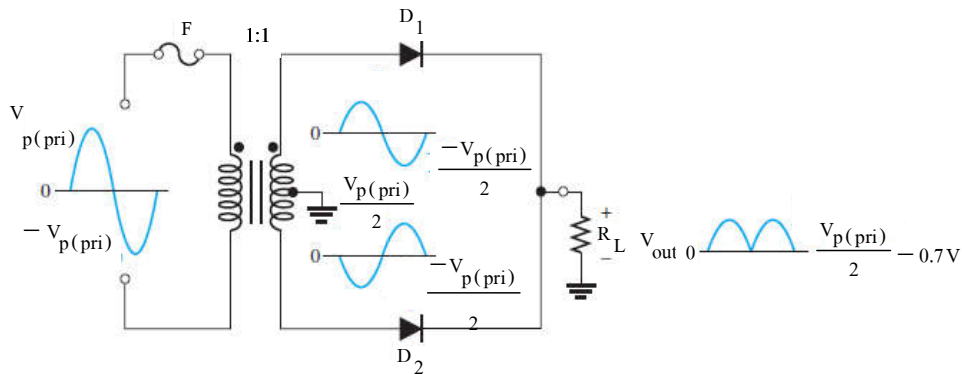 F
1:1
D1
V
p(pri)
0
−Vp(pri)
0
−Vp(pri)
2
Vp(pri)
2
0
−Vp(pri)
2
D2
+
RL
−
Vout 0
Vp(pri)
2
−0.7V